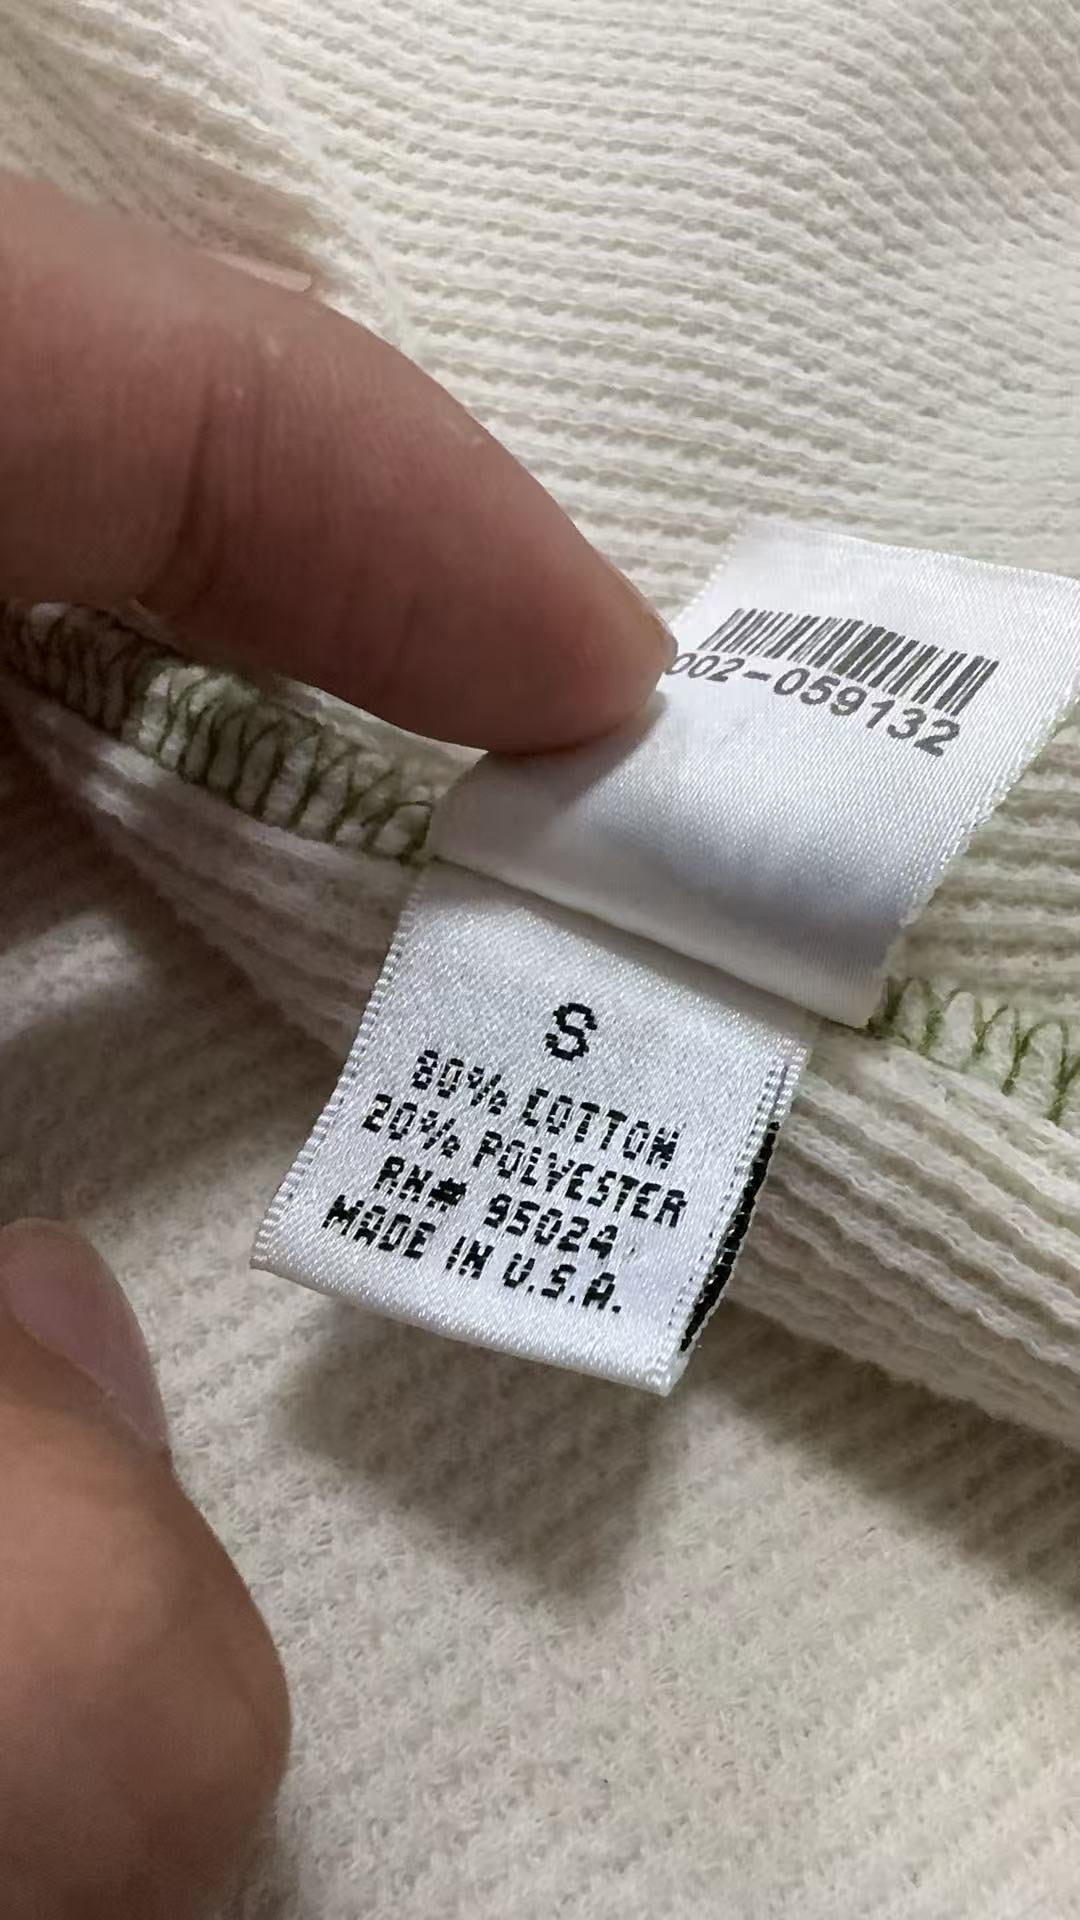 002-059132
S
80% COTTON
20% POLYESTER
RN# 95024
MADE IN U.S.A.